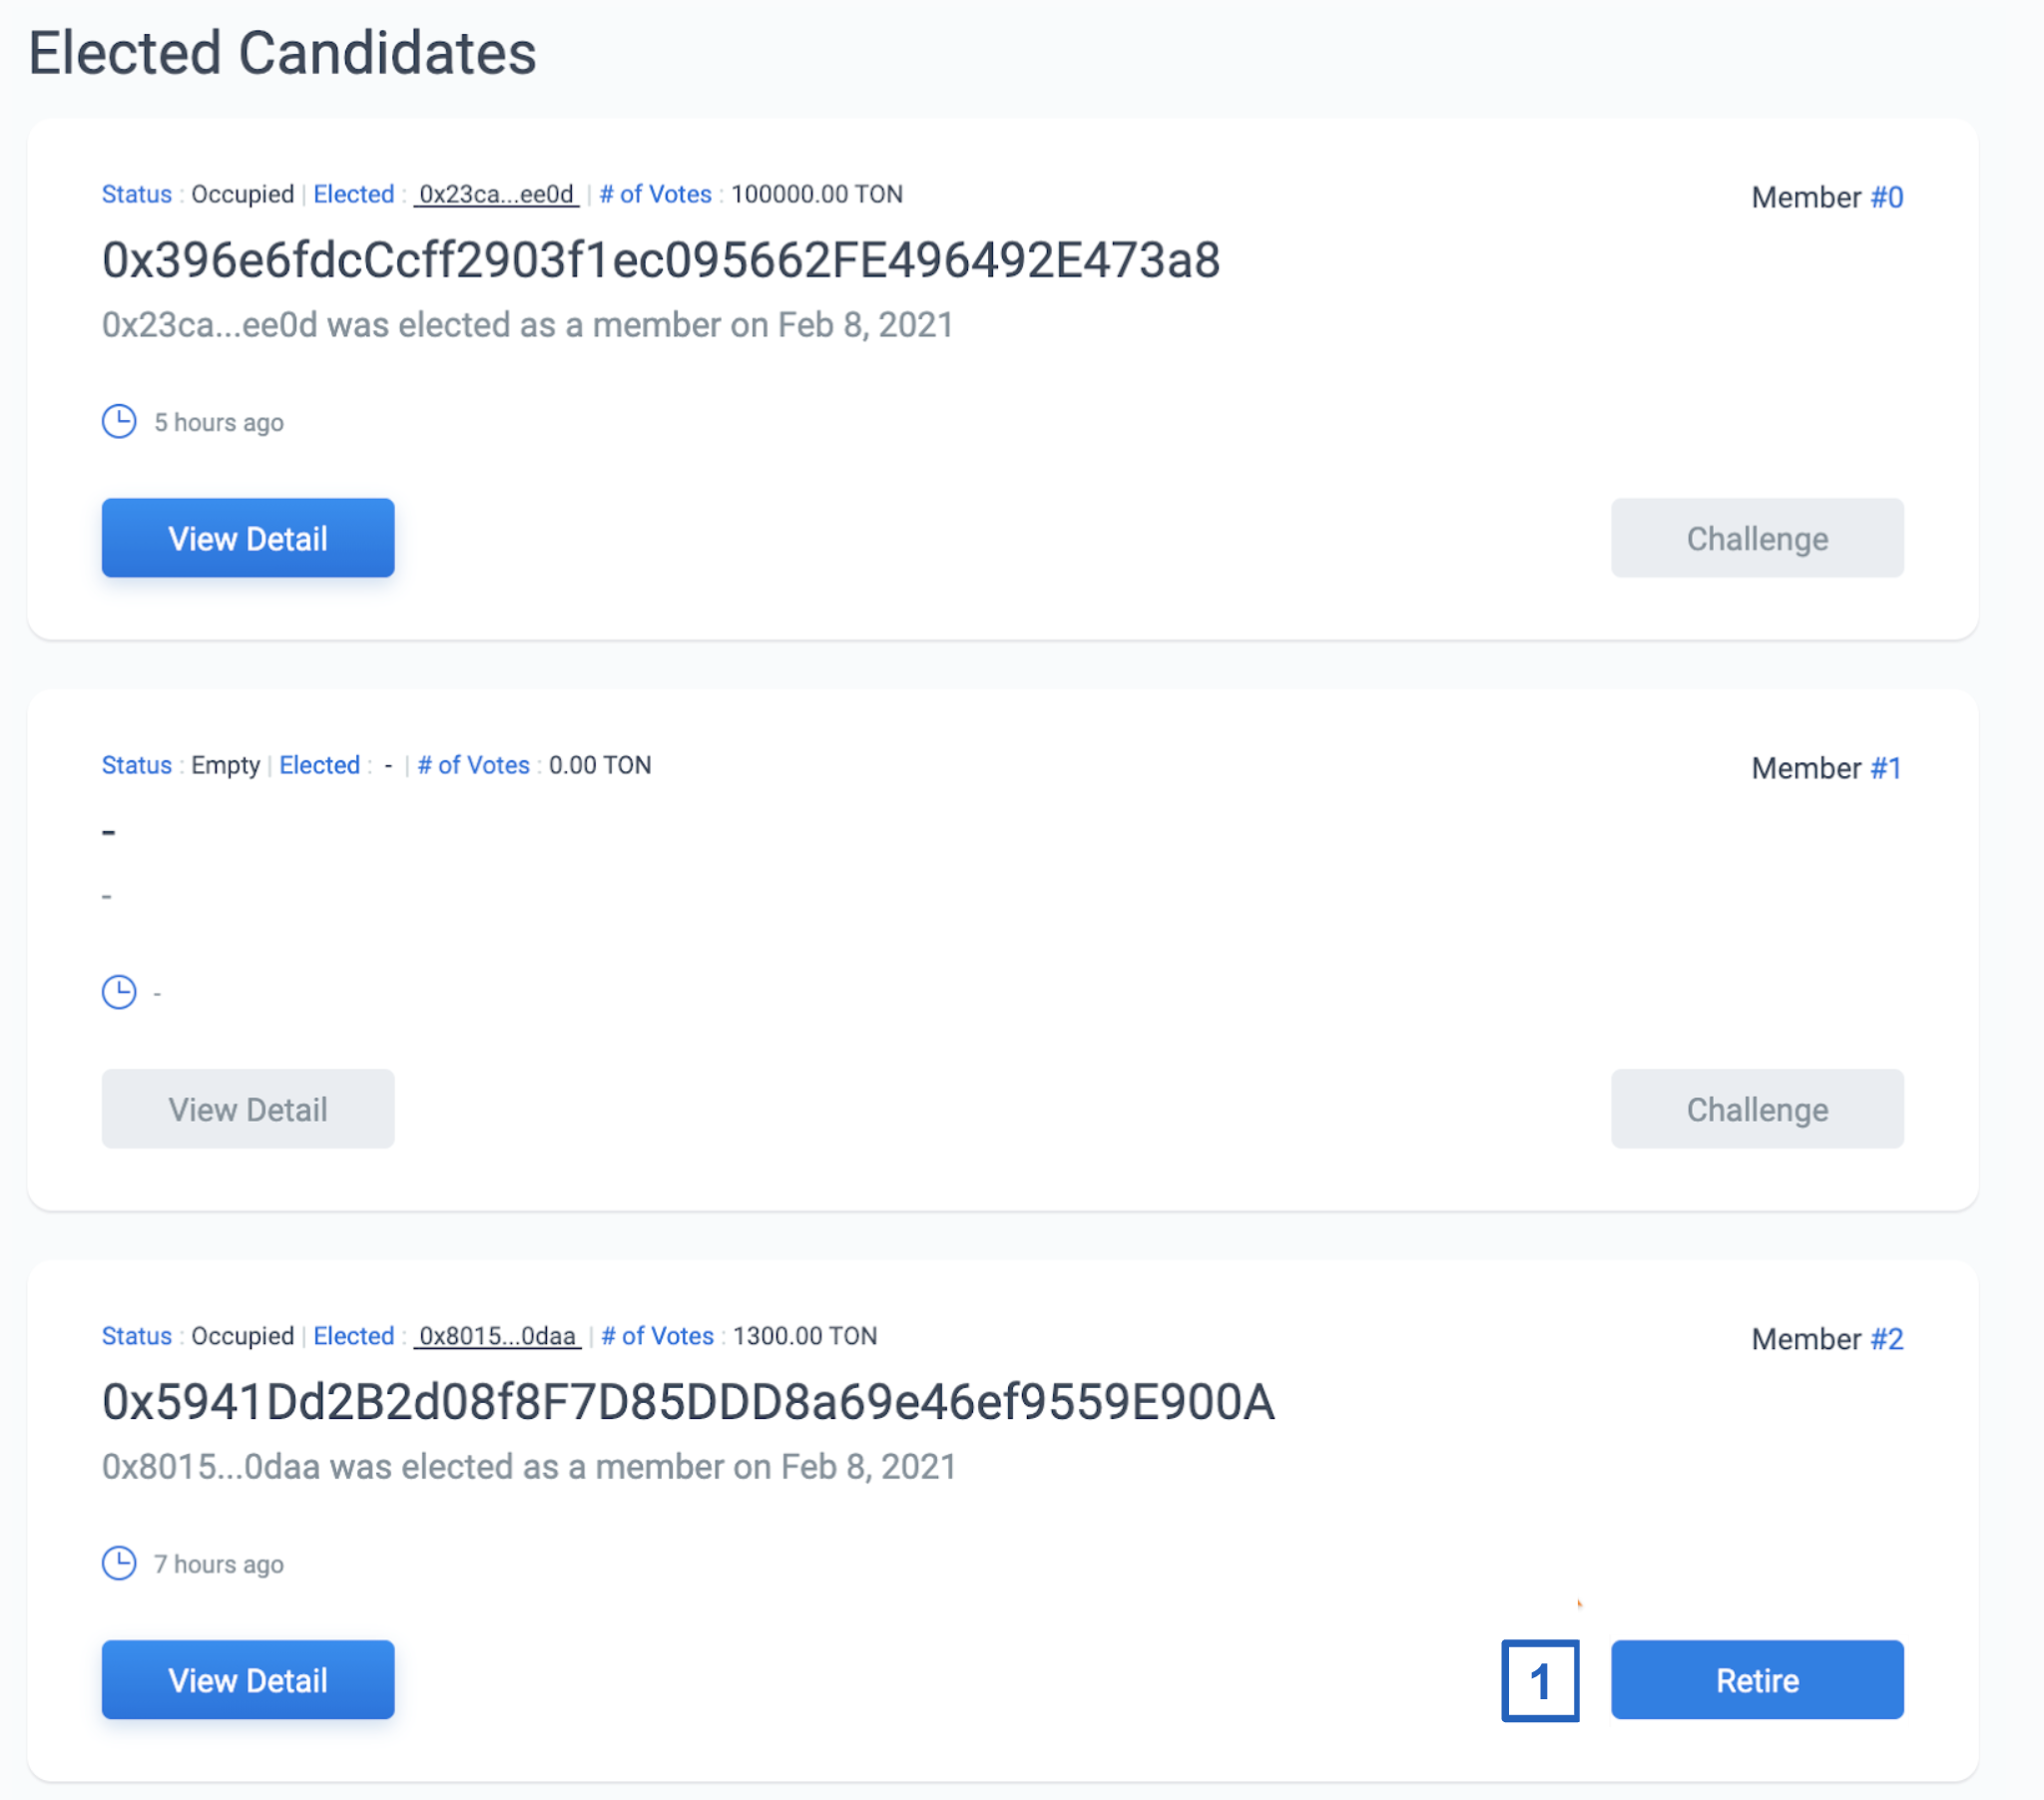 Elected Candidates
Status : Occupied | Elected : 0x23ca...ee0d | # of Votes : 100000.00 TON
Member #0
0x396e6fdcCcff2903f1ec095662FE496492E473a8
0x23ca...ee0d was elected as a member on Feb 8, 2021
5 hours ago
View Detail
Challenge
Status : Empty | Elected : - | # of Votes : 0.00 TON
Member #1
-
-
-
View Detail
Challenge
Status : Occupied | Elected : 0x8015...0daa | # of Votes : 1300.00 TON
Member #2
0x5941Dd2B2d08f8F7D85DDD8a69e46ef9559E900A
0x8015...0daa was elected as a member on Feb 8, 2021
7 hours ago
View Detail
1
Retire